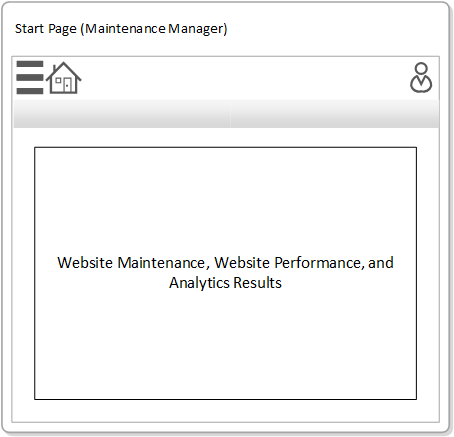 Start Page (Maintenance Manager)
Website Maintenance, Website Performance, and
Analytics Results